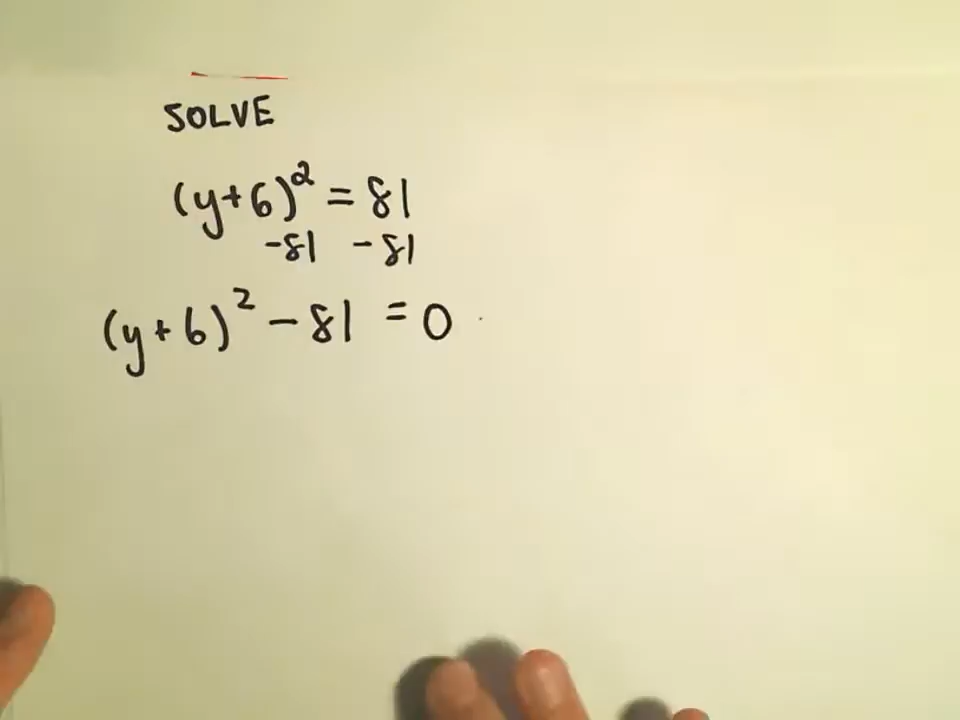 SOLVE
(y+6)² = 81
-81 -81
(y+6)² - 81 = 0